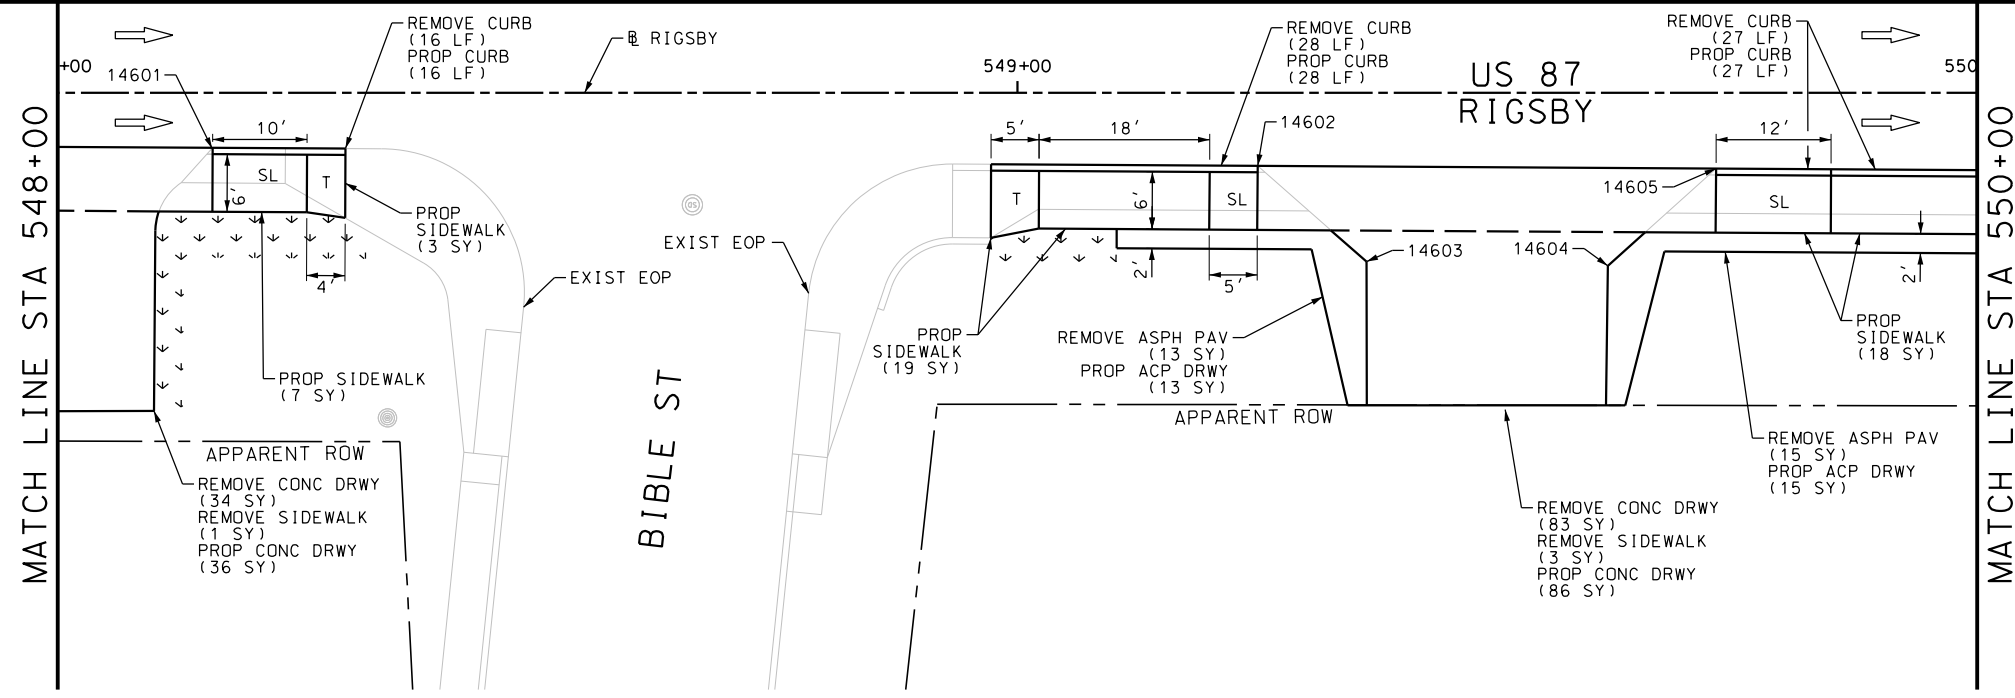 REMOVE CURB
(16 LF)
PROP CURB
(16 LF)
℄ RIGSBY
+00
14601
549+00
REMOVE CURB
(28 LF)
PROP CURB
(28 LF)
US 87
RIGSBY
REMOVE CURB
(27 LF)
PROP CURB
(27 LF)
550
MATCH LINE STA 548+00
10'
SL
T
6'
4'
PROP
SIDEWALK
(3 SY)
EXIST EOP
EXIST EOP
5'
18'
14602
T
6'
SL
2'
5'
14603
14604
14605
12'
SL
2'
MATCH LINE STA 550+00
PROP SIDEWALK
(7 SY)
PROP
SIDEWALK
(19 SY)
REMOVE ASPH PAV
(13 SY)
PROP ACP DRWY
(13 SY)
PROP
SIDEWALK
(18 SY)
APPARENT ROW
APPARENT ROW
REMOVE CONC DRWY
(34 SY)
REMOVE SIDEWALK
(1 SY)
PROP CONC DRWY
(36 SY)
BIBLE ST
REMOVE ASPH PAV
(15 SY)
PROP ACP DRWY
(15 SY)
REMOVE CONC DRWY
(83 SY)
REMOVE SIDEWALK
(3 SY)
PROP CONC DRWY
(86 SY)